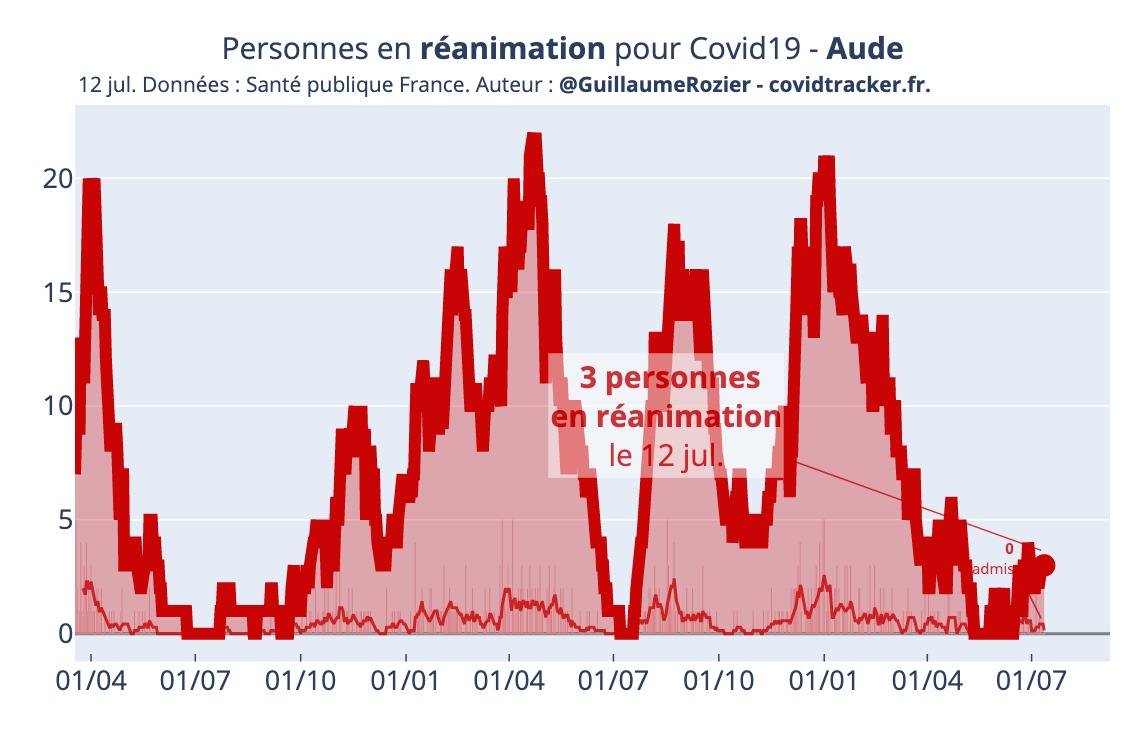 Personnes en réanimation pour Covid19 - Aude
12 jul. Données : Santé publique France. Auteur : @GuillaumeRozier - covidtracker.fr.
20
15
10
5
0
3 personnes
en réanimation
le 12 jul.
0
admis
01/04 01/07 01/10 01/01 01/04 01/07 01/10 01/01 01/04 01/07